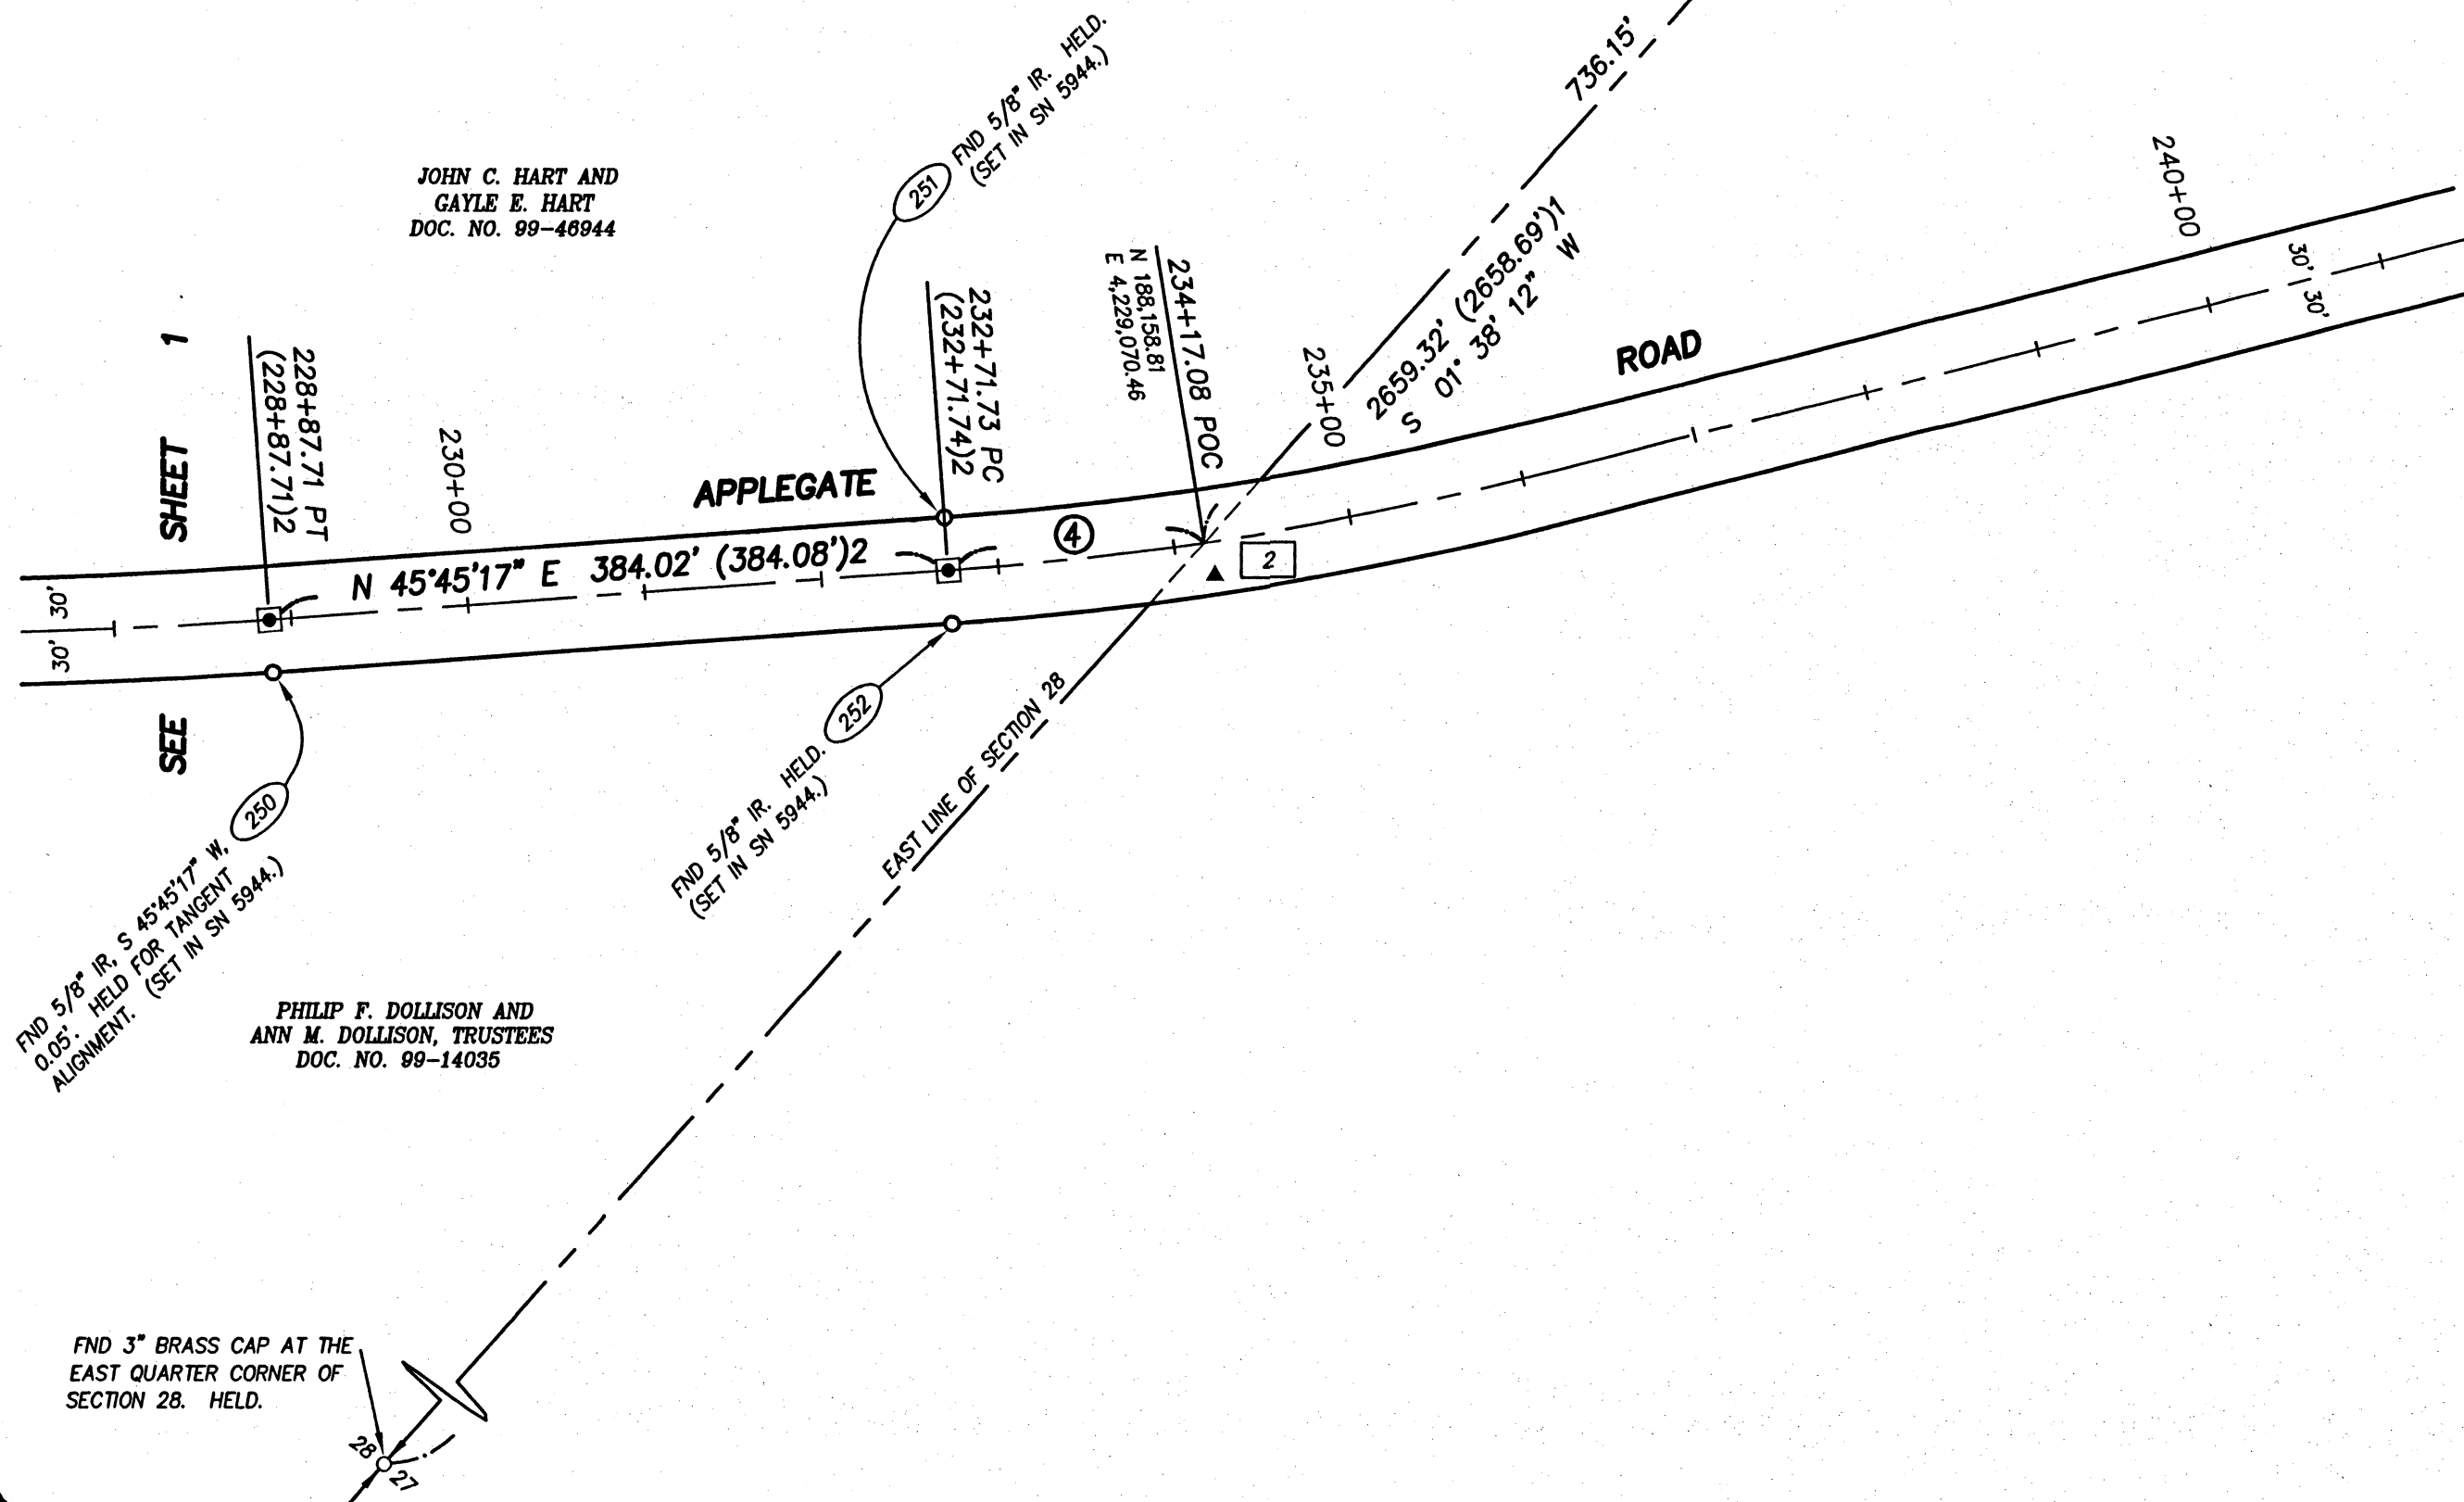 JOHN C. HART AND
GAYLE E. HART
DOC. NO. 99-46944
251
FND 5/8" IR. HELD.
(SET IN SN 5944.)
736.15'
2659.32' (2658.69')1
S 01° 38' 12" W
240+00
30'
30'
SEE SHEET 1
228+87.71 PT
(228+87.71)2
230+00
APPLEGATE
232+71.73 PC
(232+71.74)2
234+17.08 POC
N 188,158.81
E 4,229,070.46
235+00
ROAD
N 45°45'17" E 384.02' (384.08')2
4
2
30'
30'
250
FND 5/8" IR, S 45°45'17" W,
0.05'. HELD FOR TANGENT
ALIGNMENT. (SET IN SN 5944.)
252
FND 5/8" IR. HELD.
(SET IN SN 5944.)
EAST LINE OF SECTION 28
PHILIP F. DOLLISON AND
ANN M. DOLLISON, TRUSTEES
DOC. NO. 99-14035
FND 3" BRASS CAP AT THE
EAST QUARTER CORNER OF
SECTION 28. HELD.
28
27